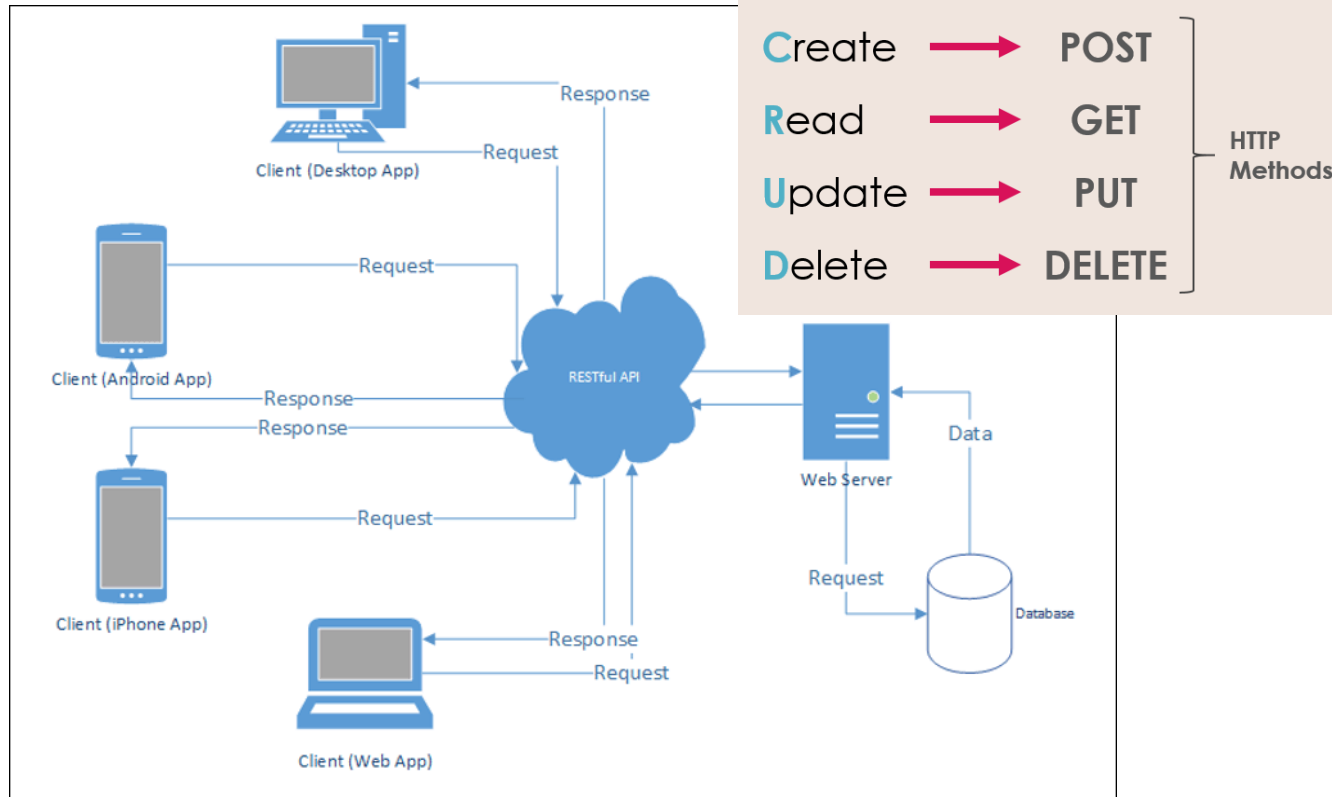 Create POST
Read GET
Update PUT
Delete DELETE
HTTP
Methods
Response
Request
Client (Desktop App)
Request
RESTful API
Client (Android App)
Response
Response
Data
Web Server
Request
Request
Database
Client (iPhone App)
Response
Request
Client (Web App)